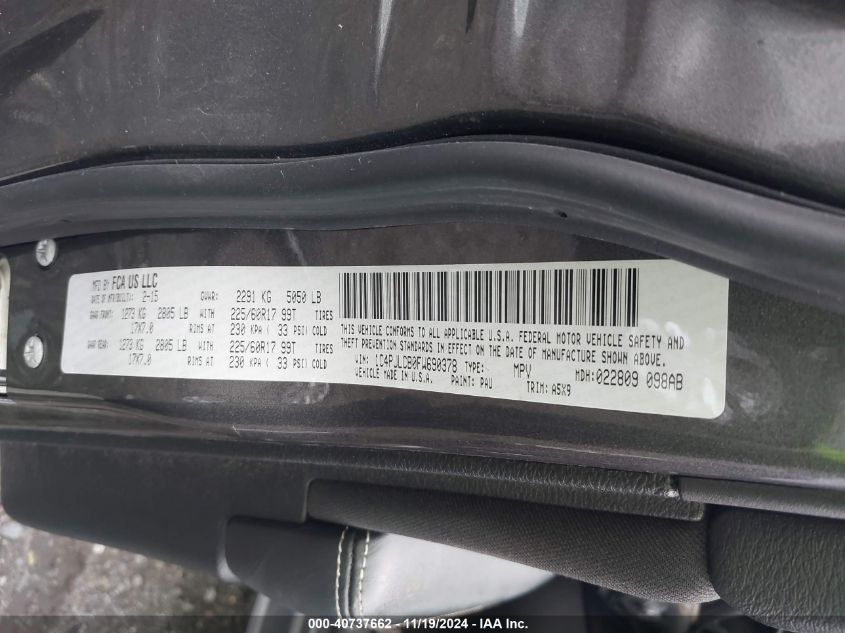 MFD BY FCA US LLC
DATE OF MFR(BUILT): 2-15 GVWR: 2291 KG 5050 LB
GAWR FRONT: 1273 KG 2805 LB WITH 225/60R17 99T TIRES
17X7.0 RIMS AT 230 KPA ( 33 PSI) COLD
GAWR REAR: 1273 KG 2805 LB WITH 225/60R17 99T TIRES
17X7.0 RIMS AT 230 KPA ( 33 PSI) COLD
THIS VEHICLE CONFORMS TO ALL APPLICABLE U.S.A. FEDERAL MOTOR VEHICLE SAFETY AND
THEFT PREVENTION STANDARDS IN EFFECT ON THE DATE OF MANUFACTURE SHOWN ABOVE.
VIN: 1C4PJLCB0FW690378 TYPE: MPV MDH:022809 098AB
VEHICLE MADE IN U.S.A. PAINT: PAU TRIM: A5X9
000-40737662 - 11/19/2024 - IAA Inc.